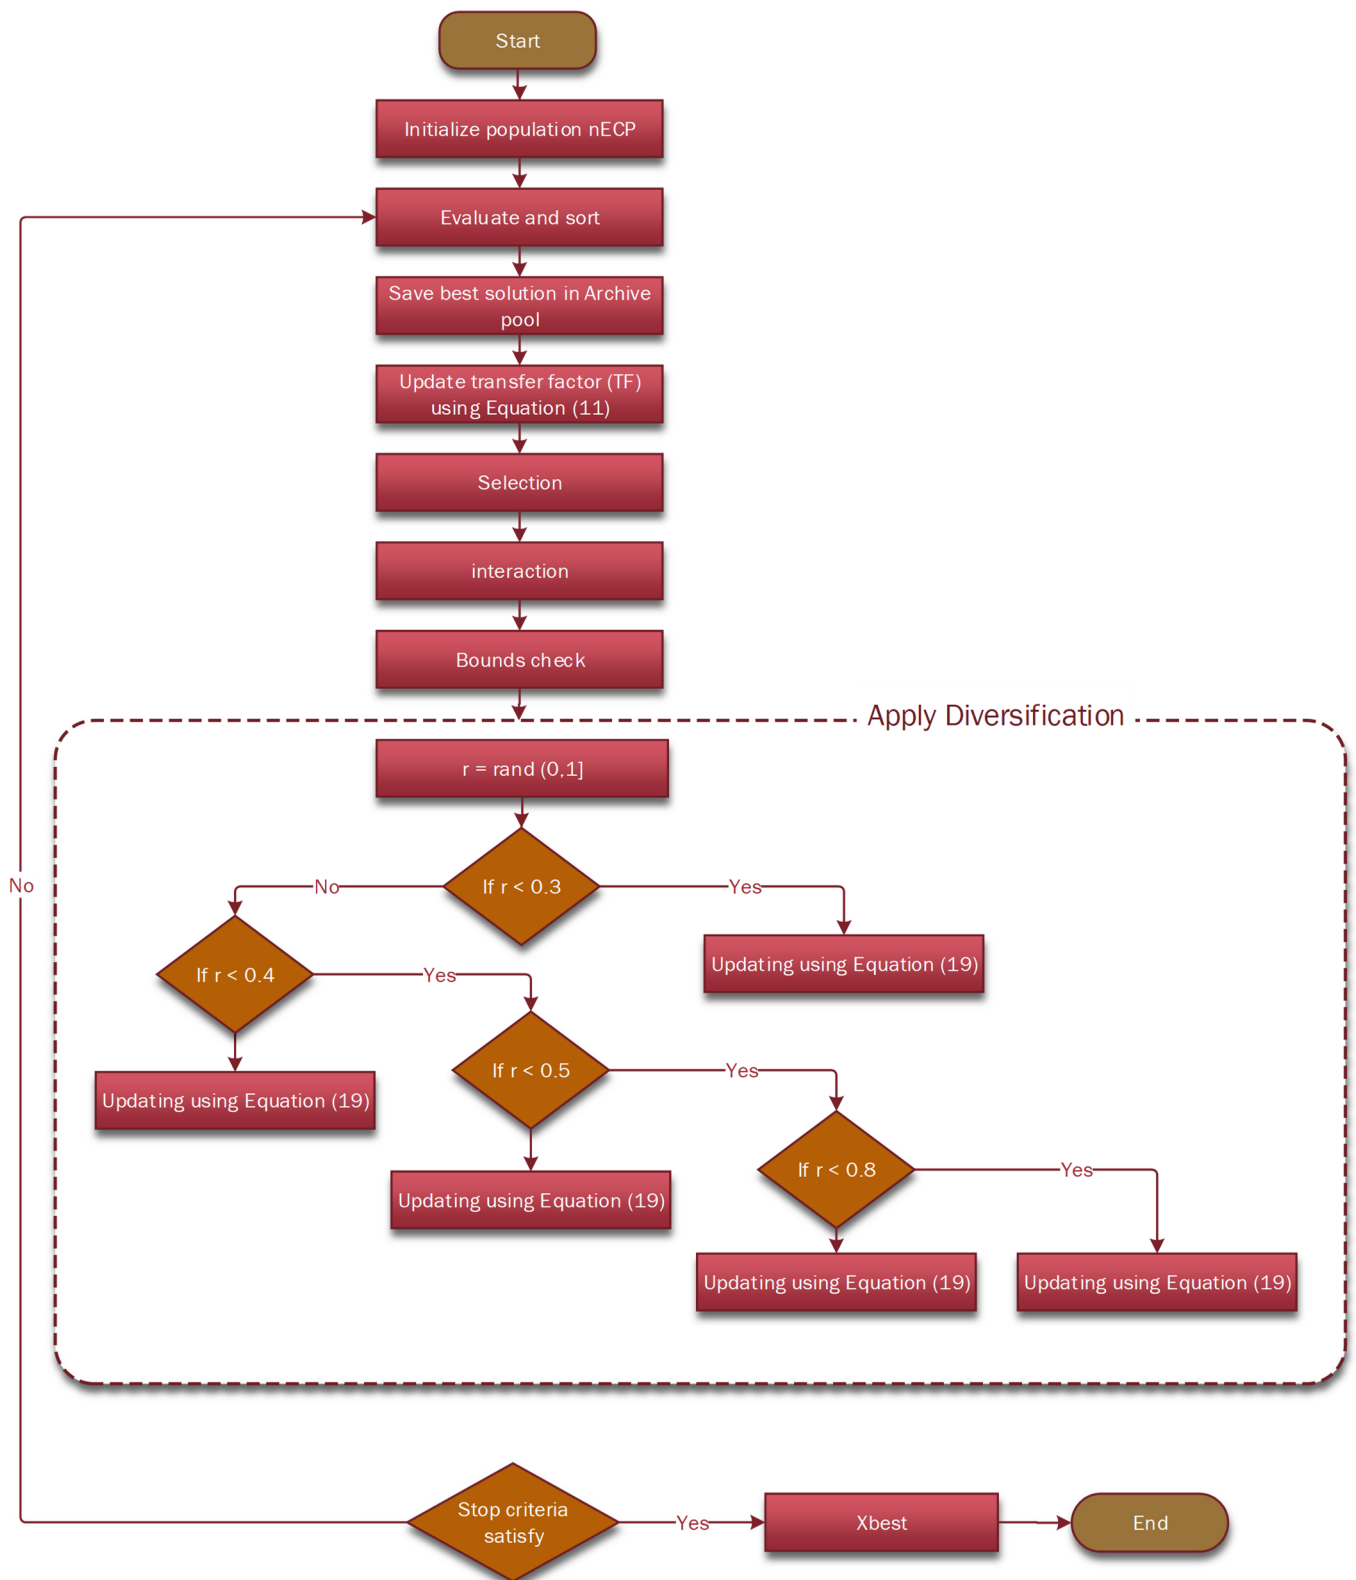 Start
Initialize population nECP
Evaluate and sort
Save best solution in Archive
pool
Update transfer factor (TF)
using Equation (11)
Selection
interaction
Bounds check
Apply Diversification
r = rand (0,1]
If r < 0.3
No
Yes
No
Updating using Equation (19)
If r < 0.4
Yes
If r < 0.5
Yes
Updating using Equation (19)
If r < 0.8
Yes
Updating using Equation (19)
Updating using Equation (19)
Updating using Equation (19)
Stop criteria
satisfy
Yes
Xbest
End